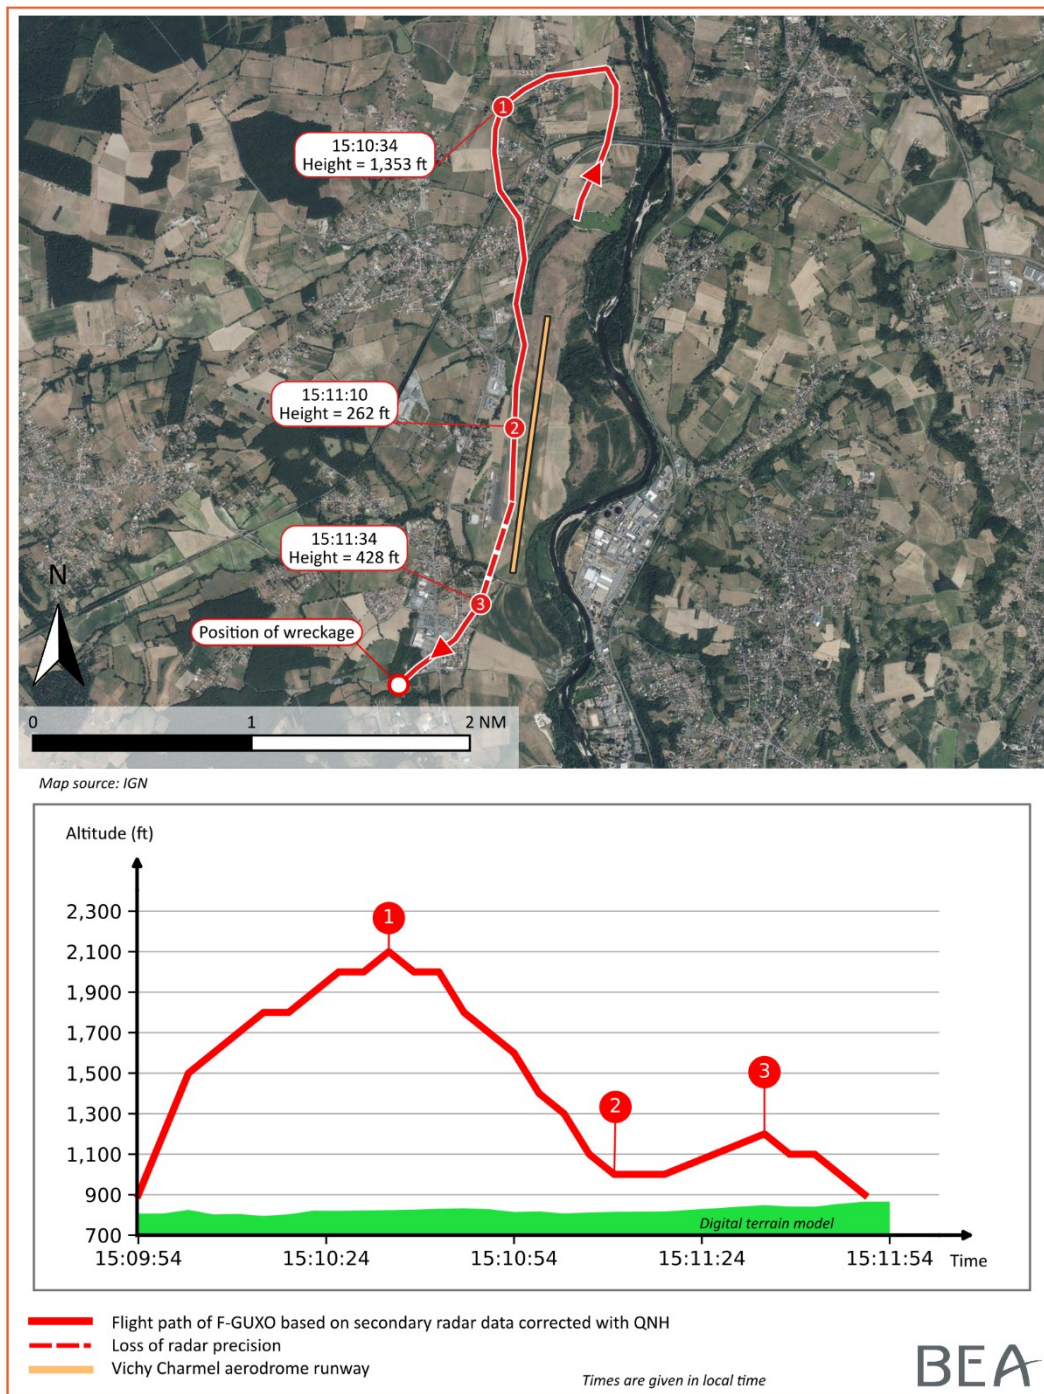 1
15:10:34
Height = 1,353 ft
15:11:10
Height = 262 ft
2
15:11:34
Height = 428 ft
N
3
Position of wreckage
0 1 2 NM
Map source: IGN
Altitude (ft)
2,300
1
2,100
1,900
1,700
1,500
3
1,300
2
1,100
900
Digital terrain model
700
15:09:54 15:10:24 15:10:54 15:11:24 15:11:54 Time
Flight path of F-GUXO based on secondary radar data corrected with QNH
Loss of radar precision
Vichy Charmel aerodrome runway
Times are given in local time
BEA